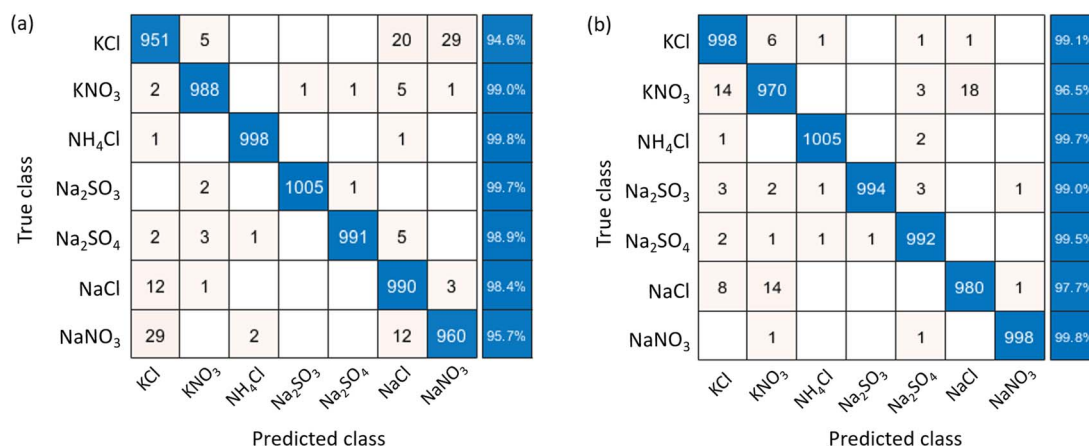 (a)
True class
KCl 951 5 20 29 94.6%
KNO₃ 2 988 1 1 5 1 99.0%
NH₄Cl 1 998 1 99.8%
Na₂SO₃ 2 1005 1 99.7%
Na₂SO₄ 2 3 1 991 5 98.9%
NaCl 12 1 990 3 98.4%
NaNO₃ 29 2 12 960 95.7%
KCl KNO₃ NH₄Cl Na₂SO₃ Na₂SO₄ NaCl NaNO₃
Predicted class
(b)
True class
KCl 998 6 1 1 1 99.1%
KNO₃ 14 970 3 18 96.5%
NH₄Cl 1 1005 2 99.7%
Na₂SO₃ 3 2 1 994 3 1 99.0%
Na₂SO₄ 2 1 1 1 992 99.5%
NaCl 8 14 980 1 97.7%
NaNO₃ 1 1 998 99.8%
KCl KNO₃ NH₄Cl Na₂SO₃ Na₂SO₄ NaCl NaNO₃
Predicted class